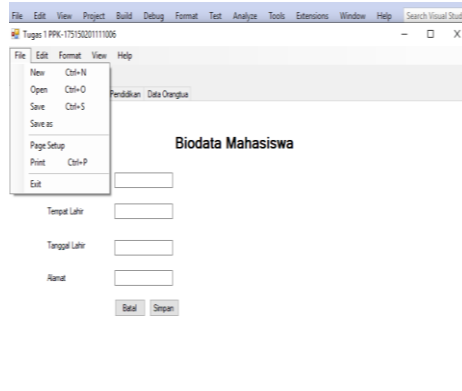 File Edit View Project Build Debug Format Test Analyze Tools Extensions Window Help Search Visual Stud
Tugas 1 PPK-175150201111006
File Edit Format View Help
New Ctrl+N
Open Ctrl+O
Save Ctrl+S
Save as
Page Setup
Print Ctrl+P
Exit
Pendidikan Data Orangtua
Biodata Mahasiswa
Tempat Lahir
Tanggal Lahir
Alamat
Batal Simpan